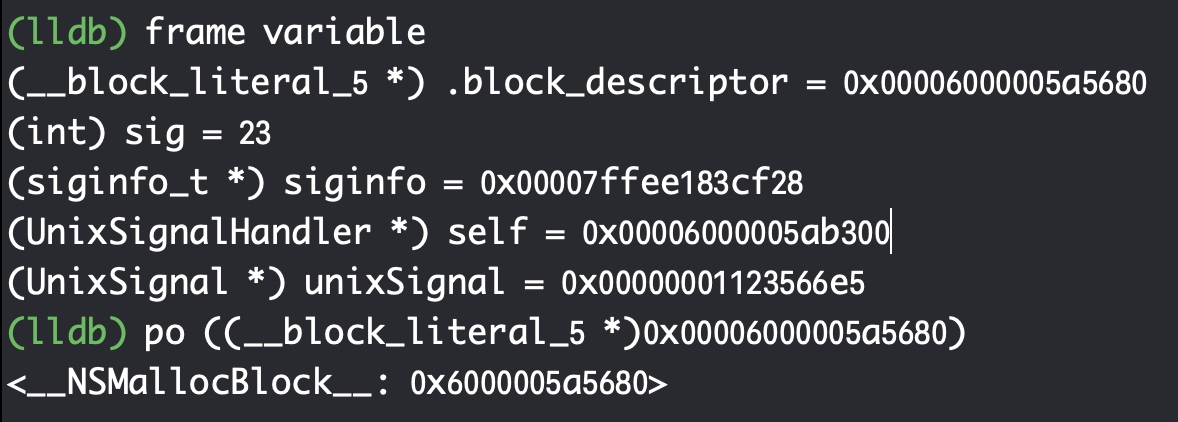 (lldb) frame variable
(__block_literal_5 *) .block_descriptor = 0x00006000005a5680
(int) sig = 23
(siginfo_t *) siginfo = 0x00007ffee183cf28
(UnixSignalHandler *) self = 0x00006000005ab300
(UnixSignal *) unixSignal = 0x00000001123566e5
(lldb) po ((__block_literal_5 *)0x00006000005a5680)
<__NSMallocBlock__: 0x6000005a5680>